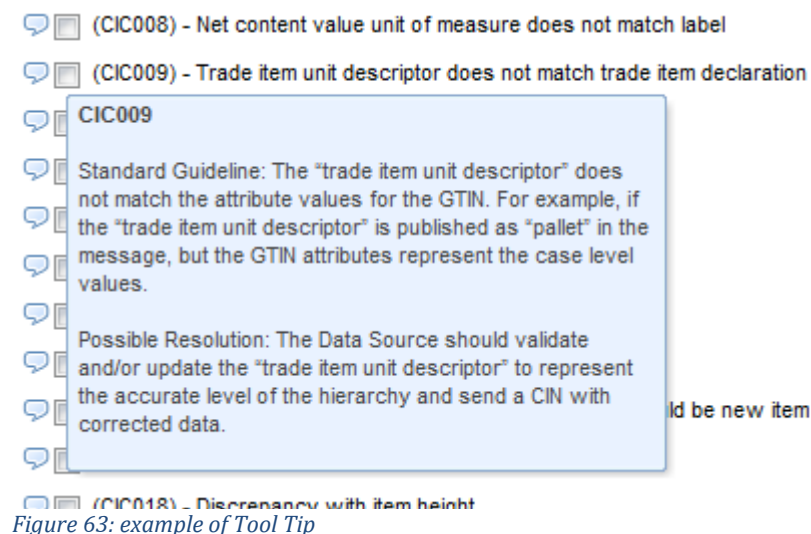 (CIC008) - Net content value unit of measure does not match label
(CIC009) - Trade item unit descriptor does not match trade item declaration
CIC009
Standard Guideline: The “trade item unit descriptor” does
not match the attribute values for the GTIN. For example, if
the “trade item unit descriptor” is published as “pallet” in the
message, but the GTIN attributes represent the case level
values.
Possible Resolution: The Data Source should validate
and/or update the “trade item unit descriptor” to represent
the accurate level of the hierarchy and send a CIN with
corrected data.
be new item
(CIC018) - Discrepancy with item height
Figure 63: example of Tool Tip